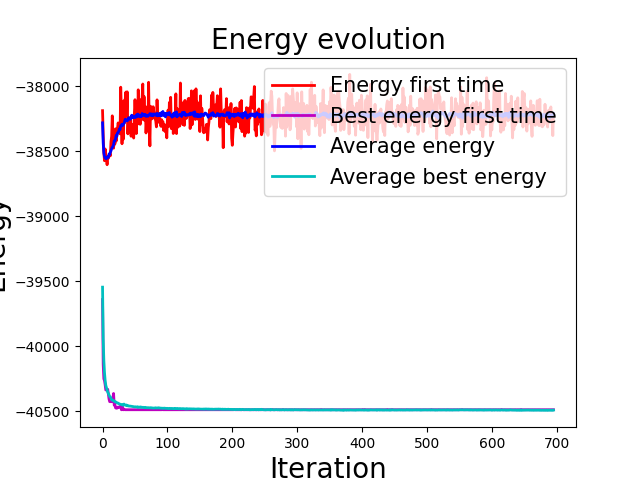 Energy evolution
Energy
−38000
−38500
−39000
−39500
−40000
−40500
Energy first time
Best energy first time
Average energy
Average best energy
0 100 200 300 400 500 600 700
Iteration